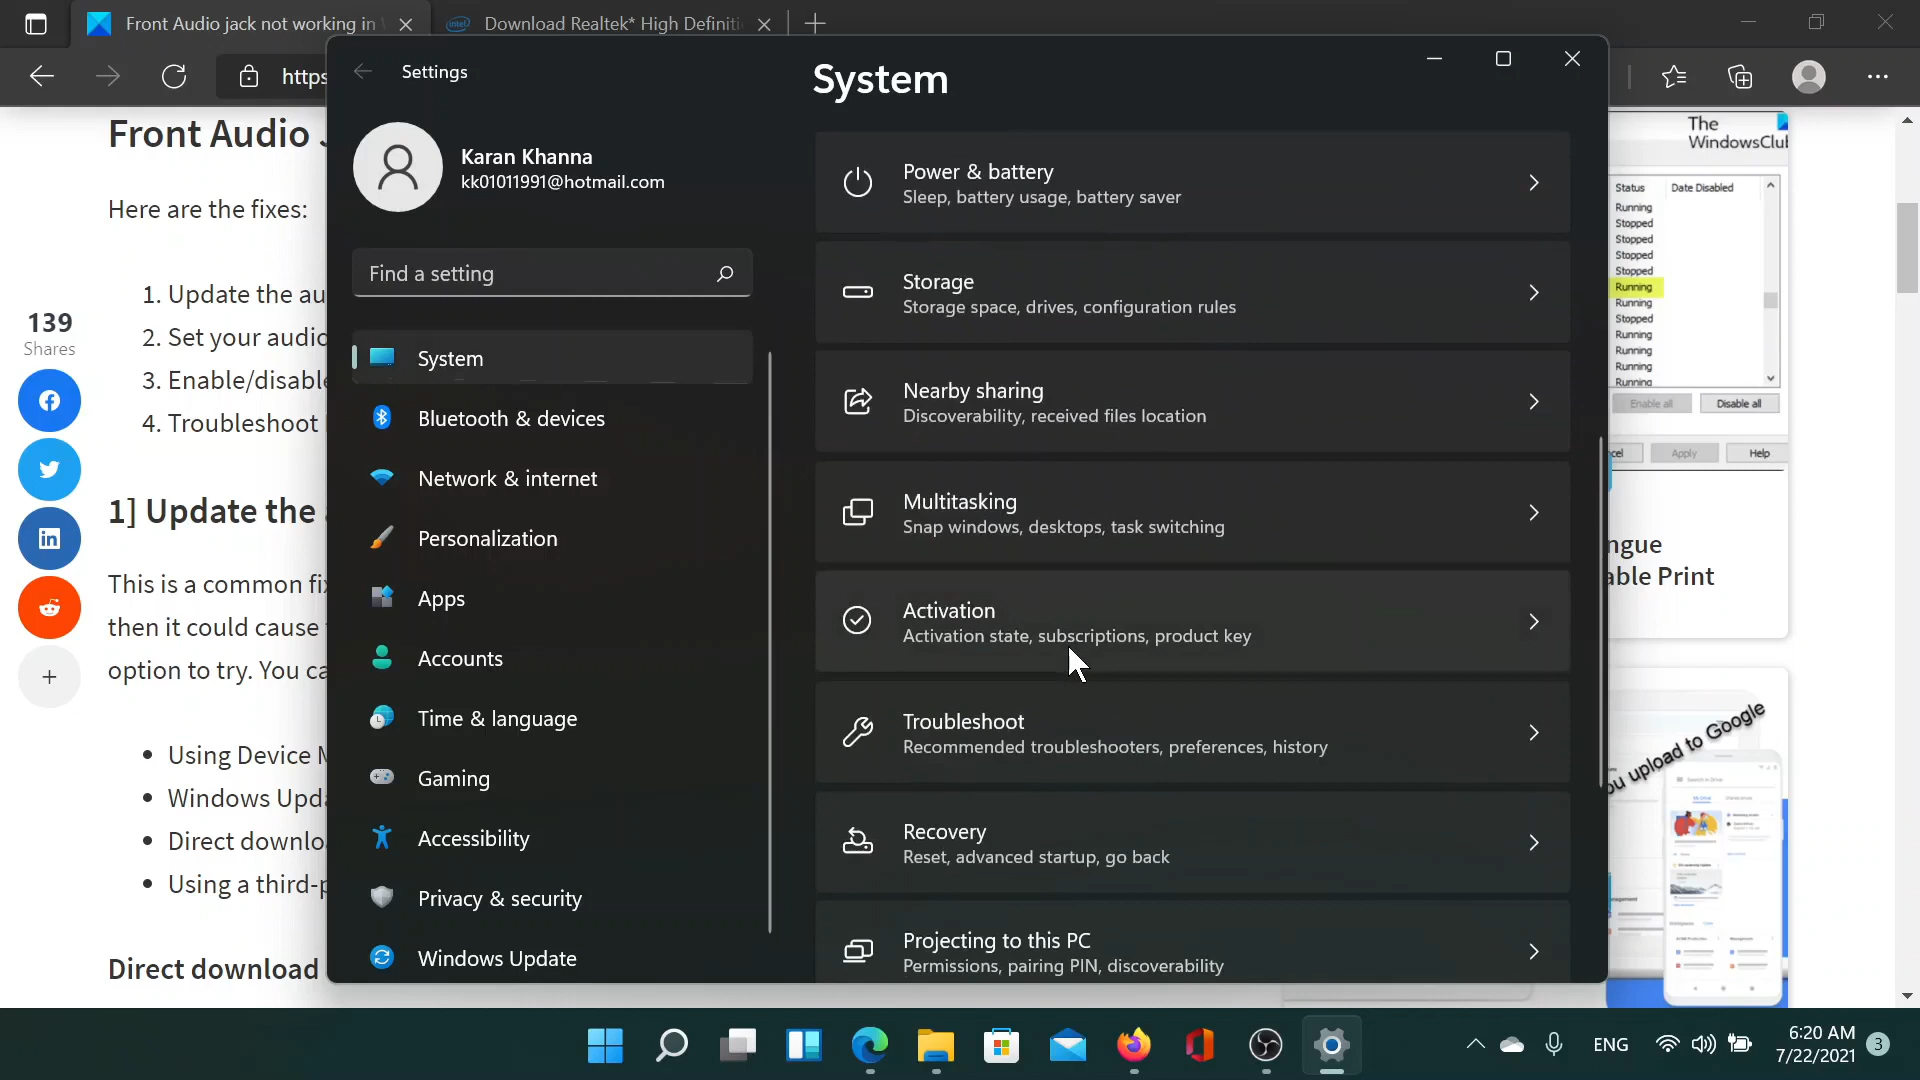 Front Audio jack not working in
Download Realtek* High Definiti
https
Settings
Karan Khanna
kk01011991@hotmail.com
Find a setting
System
Bluetooth & devices
Network & internet
Personalization
Apps
Accounts
Time & language
Gaming
Accessibility
Privacy & security
Windows Update
System
Power & battery
Sleep, battery usage, battery saver
Storage
Storage space, drives, configuration rules
Nearby sharing
Discoverability, received files location
Multitasking
Snap windows, desktops, task switching
Activation
Activation state, subscriptions, product key
Troubleshoot
Recommended troubleshooters, preferences, history
Recovery
Reset, advanced startup, go back
Projecting to this PC
Permissions, pairing PIN, discoverability
Front Audio
Here are the fixes:
1. Update the au
2. Set your audio
3. Enable/disable
4. Troubleshoot
139
Shares
1] Update the
This is a common fix
then it could cause
option to try. You ca
Using Device M
Windows Upda
Direct downlo
Using a third-p
Direct download
The
WindowsClub
Status Date Disabled
Running
Stopped
Stopped
Stopped
Stopped
Running
Running
Stopped
Running
Running
Running
Running
Enable all Disable all
cel Apply Help
ngue
able Print
ou upload to Google
ENG
6:20 AM
7/22/2021
3